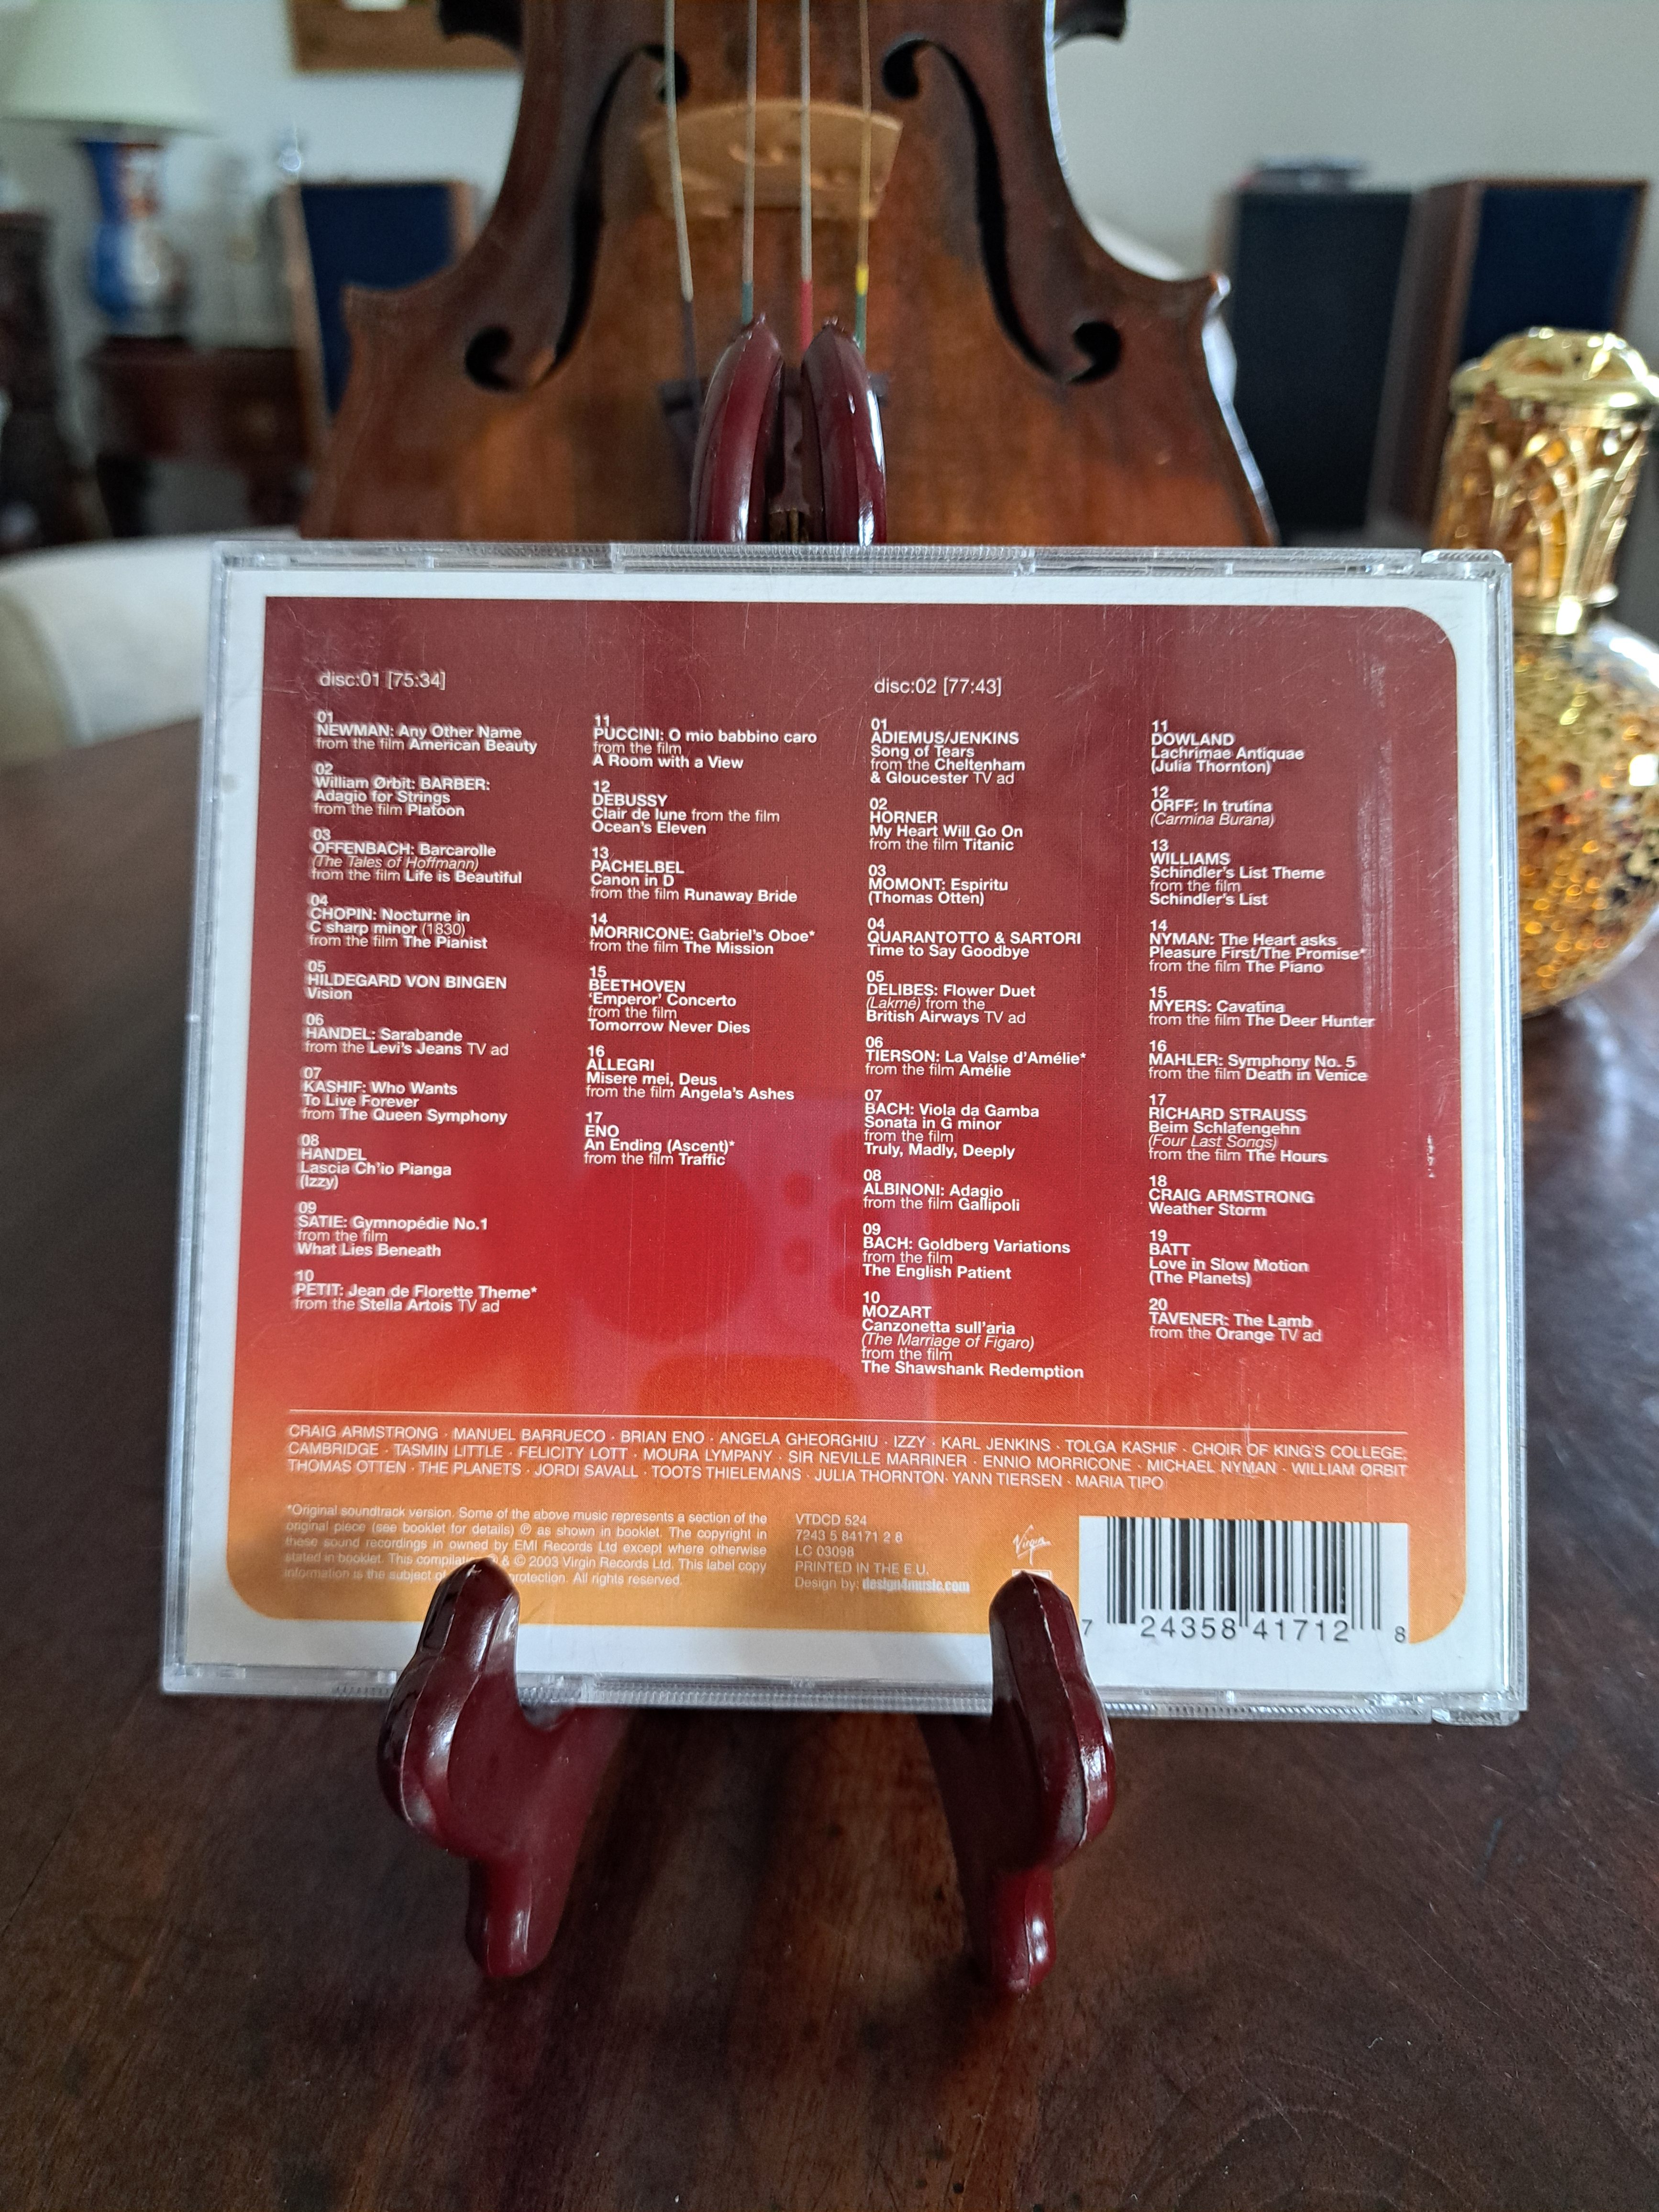 disc:01 [75:34]
01
NEWMAN: Any Other Name
from the film American Beauty
02
William Ørbit: BARBER:
Adagio for Strings
from the film Platoon
03
OFFENBACH: Barcarolle
(The Tales of Hoffmann)
from the film Life is Beautiful
04
CHOPIN: Nocturne in
C sharp minor (1830)
from the film The Pianist
05
HILDEGARD VON BINGEN
Vision
06
HANDEL: Sarabande
from the Levi's Jeans TV ad
07
KASHIF: Who Wants
To Live Forever
from The Queen Symphony
08
HANDEL
Lascia Ch'io Pianga
(Izzy)
09
SATIE: Gymnopédie No.1
from the film
What Lies Beneath
10
PETIT: Jean de Florette Theme*
from the Stella Artois TV ad
11
PUCCINI: O mio babbino caro
from the film
A Room with a View
12
DEBUSSY
Clair de lune from the film
Ocean's Eleven
13
PACHELBEL
Canon in D
from the film Runaway Bride
14
MORRICONE: Gabriel's Oboe*
from the film The Mission
15
BEETHOVEN
'Emperor' Concerto
from the film
Tomorrow Never Dies
16
ALLEGRI
Misere mei, Deus
from the film Angela's Ashes
17
ENO
An Ending (Ascent)*
from the film Traffic
disc:02 [77:43]
01
ADIEMUS/JENKINS
Song of Tears
from the Cheltenham
& Gloucester TV ad
02
HORNER
My Heart Will Go On
from the film Titanic
03
MOMONT: Espiritu
(Thomas Otten)
04
QUARANTOTTO & SARTORI
Time to Say Goodbye
05
DELIBES: Flower Duet
(Lakmé) from the
British Airways TV ad
06
TIERSON: La Valse d'Amélie*
from the film Amélie
07
BACH: Viola da Gamba
Sonata in G minor
from the film
Truly, Madly, Deeply
08
ALBINONI: Adagio
from the film Gallipoli
09
BACH: Goldberg Variations
from the film
The English Patient
10
MOZART
Canzonetta sull'aria
(The Marriage of Figaro)
from the film
The Shawshank Redemption
11
DOWLAND
Lachrimae Antiquae
(Julia Thornton)
12
ORFF: In trutina
(Carmina Burana)
13
WILLIAMS
Schindler's List Theme
from the film
Schindler's List
14
NYMAN: The Heart asks
Pleasure First/The Promise*
from the film The Piano
15
MYERS: Cavatina
from the film The Deer Hunter
16
MAHLER: Symphony No. 5
from the film Death in Venice
17
RICHARD STRAUSS
Beim Schlafengehn
(Four Last Songs)
from the film The Hours
18
CRAIG ARMSTRONG
Weather Storm
19
BATT
Love in Slow Motion
(The Planets)
20
TAVENER: The Lamb
from the Orange TV ad
CRAIG ARMSTRONG · MANUEL BARRUECO · BRIAN ENO · ANGELA GHEORGHIU · IZZY · KARL JENKINS · TOLGA KASHIF · CHOIR OF KING'S COLLEGE,
CAMBRIDGE · TASMIN LITTLE · FELICITY LOTT · MOURA LYMPANY · SIR NEVILLE MARRINER · ENNIO MORRICONE · MICHAEL NYMAN · WILLIAM ØRBIT
THOMAS OTTEN · THE PLANETS · JORDI SAVALL · TOOTS THIELEMANS · JULIA THORNTON · YANN TIERSEN · MARIA TIPO
*Original soundtrack version. Some of the above music represents a section of the
original piece (see booklet for details) ℗ as shown in booklet. The copyright in
these sound recordings in owned by EMI Records Ltd except where otherwise
stated in booklet. This & © 2003 Virgin Records Ltd. This label copy
information is the subject of protection. All rights reserved.
VTDCD 524
7243 5 84171 2 8
LC 03098
PRINTED IN THE E.U.
Design by: design4music.com
Virgin
7 24358 41712 8